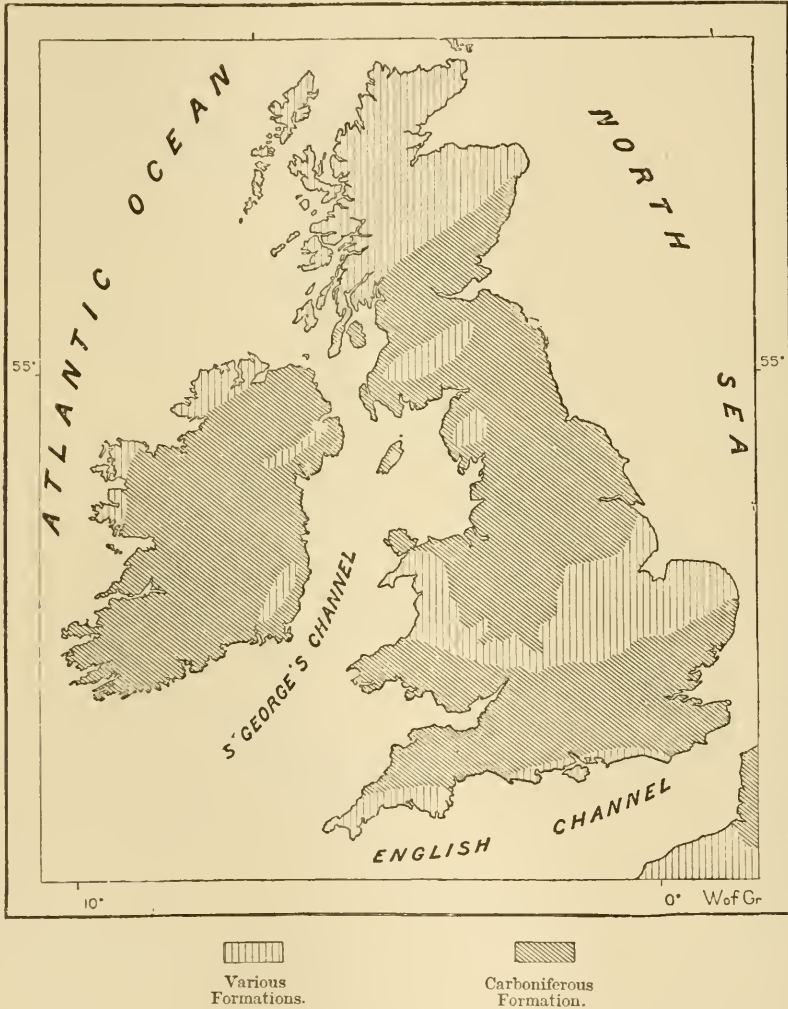 ATLANTIC OCEAN
NORTH
SEA
55°
55°
ST GEORGE'S CHANNEL
ENGLISH CHANNEL
10°
0° W of Gr
Various
Formations.
Carboniferous
Formation.